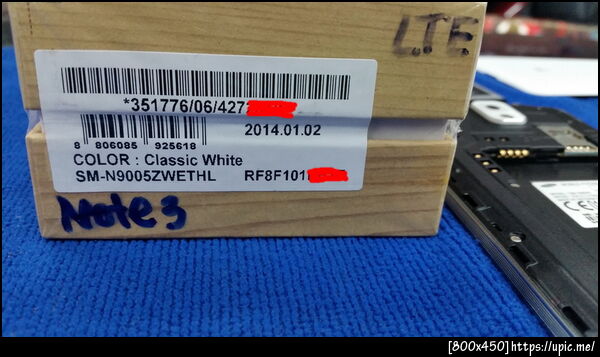 LTE
*351776/06/427
2014.01.02
8 806085 925618
COLOR : Classic White
SM-N9005ZWETHL RF8F101
Note 3
[800x450]https://upic.me/